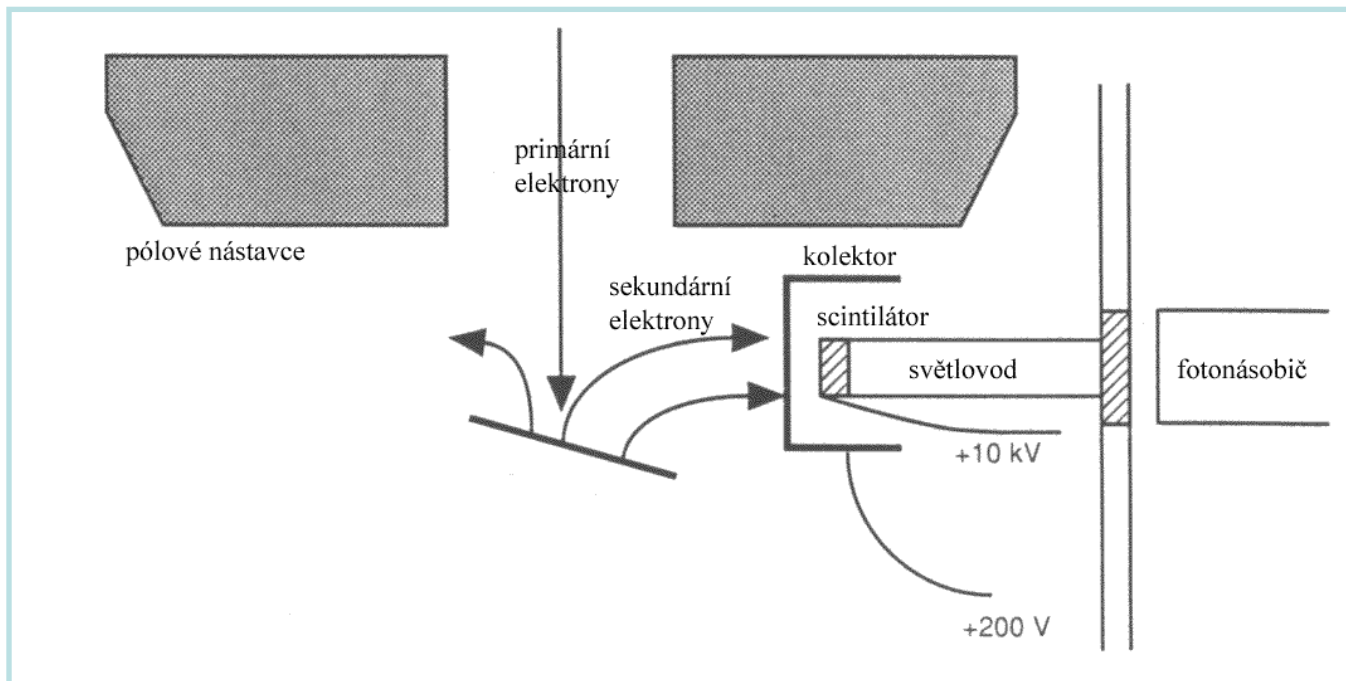 primární
elektrony
pólové nástavce
kolektor
sekundární
elektrony
scintilátor
světlovod
fotonásobič
+10 kV
+200 V